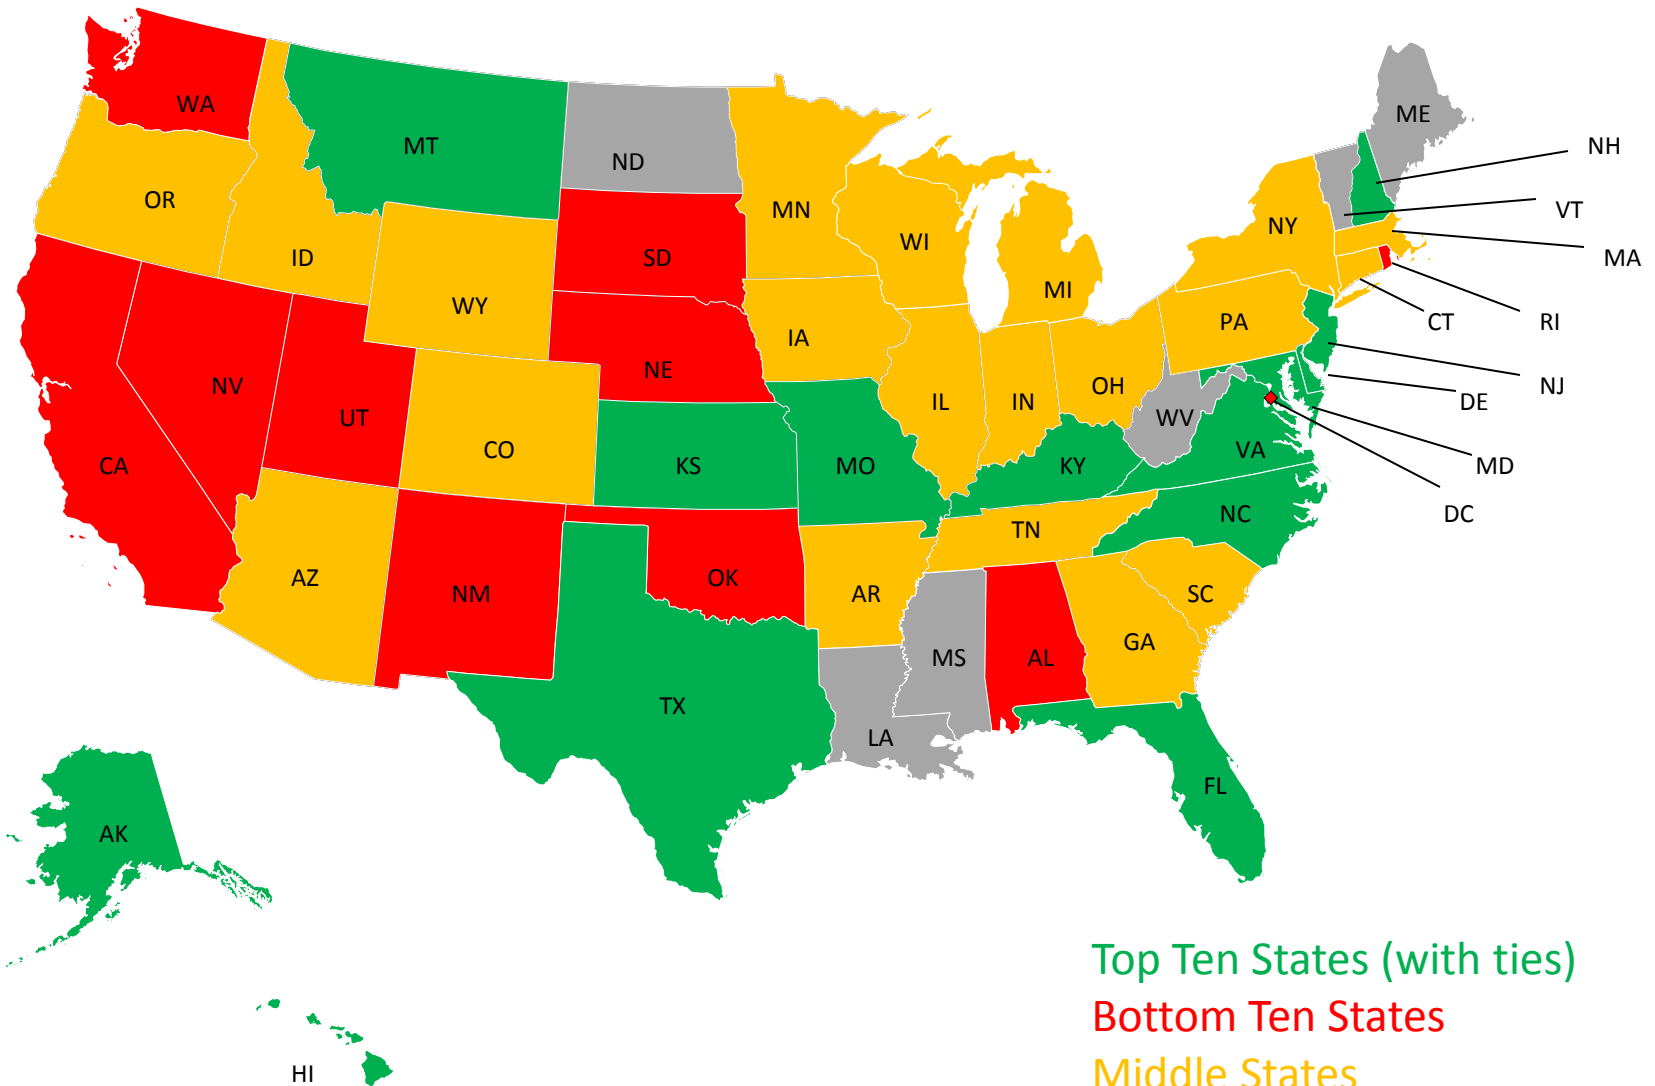 WA
MT
ND
ME
NH
OR
MN
VT
ID
SD
WI
NY
MA
WY
MI
IA
PA
CT
RI
NV
NE
OH
NJ
UT
IL
IN
WV
DE
CA
CO
KS
MO
KY
VA
MD
NC
DC
AZ
NM
OK
AR
TN
SC
GA
MS
AL
TX
LA
FL
AK
HI
Top Ten States (with ties)
Bottom Ten States
Middle States